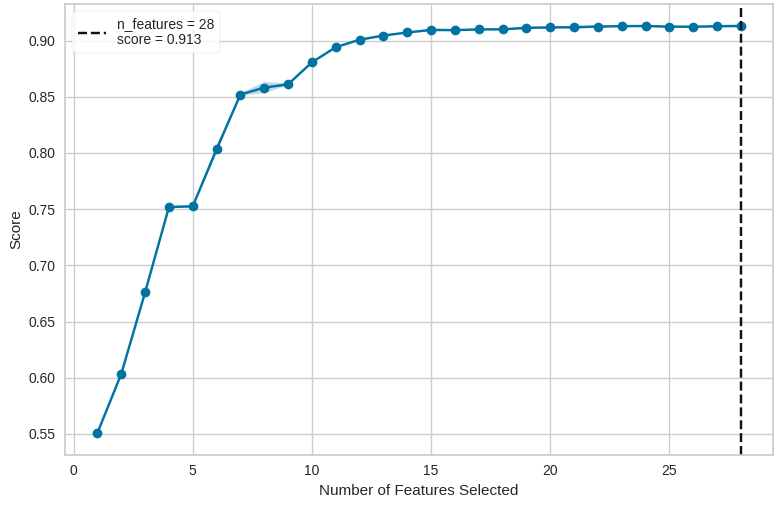 n_features = 28
score = 0.913
0.90
0.85
0.80
0.75
0.70
0.65
0.60
0.55
Score
0 5 10 15 20 25
Number of Features Selected